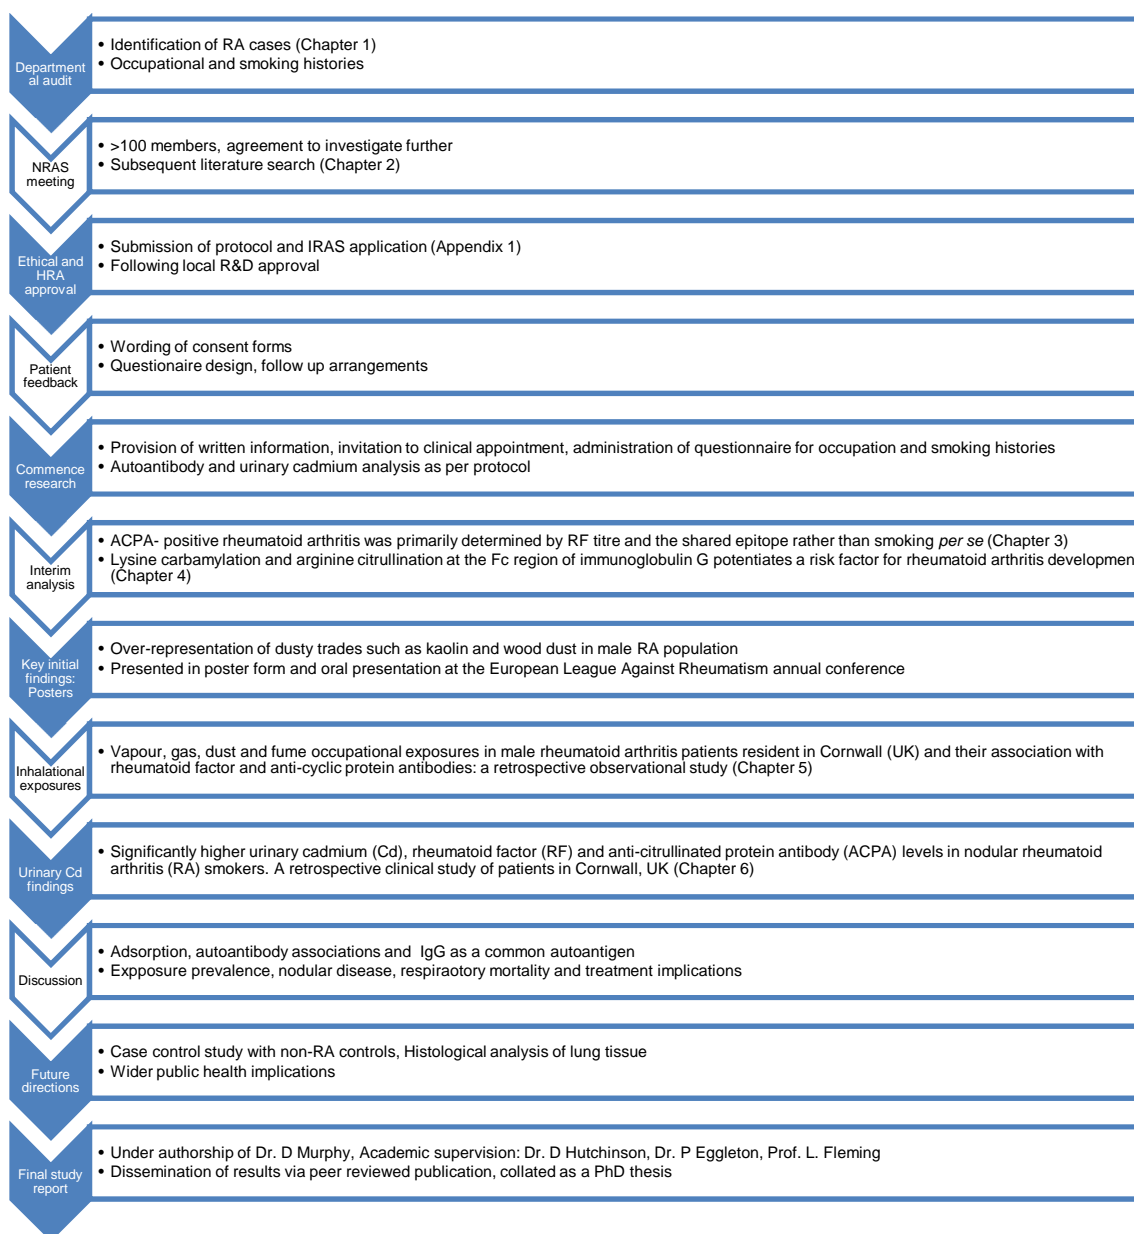 Department
al audit
• Identification of RA cases (Chapter 1)
• Occupational and smoking histories
NRAS
meeting
• >100 members, agreement to investigate further
• Subsequent literature search (Chapter 2)
Ethical and
HRA
approval
• Submission of protocol and IRAS application (Appendix 1)
• Following local R&D approval
Patient
feedback
• Wording of consent forms
• Questionaire design, follow up arrangements
Commence
research
• Provision of written information, invitation to clinical appointment, administration of questionnaire for occupation and smoking histories
• Autoantibody and urinary cadmium analysis as per protocol
Interim
analysis
• ACPA- positive rheumatoid arthritis was primarily determined by RF titre and the shared epitope rather than smoking per se (Chapter 3)
• Lysine carbamylation and arginine citrullination at the Fc region of immunoglobulin G potentiates a risk factor for rheumatoid arthritis developmen
(Chapter 4)
Key initial
findings:
Posters
• Over-representation of dusty trades such as kaolin and wood dust in male RA population
• Presented in poster form and oral presentation at the European League Against Rheumatism annual conference
Inhalational
exposures
• Vapour, gas, dust and fume occupational exposures in male rheumatoid arthritis patients resident in Cornwall (UK) and their association with
rheumatoid factor and anti-cyclic protein antibodies: a retrospective observational study (Chapter 5)
Urinary Cd
findings
• Significantly higher urinary cadmium (Cd), rheumatoid factor (RF) and anti-citrullinated protein antibody (ACPA) levels in nodular rheumatoid
arthritis (RA) smokers. A retrospective clinical study of patients in Cornwall, UK (Chapter 6)
Discussion
• Adsorption, autoantibody associations and IgG as a common autoantigen
• Expposure prevalence, nodular disease, respiraotory mortality and treatment implications
Future
directions
• Case control study with non-RA controls, Histological analysis of lung tissue
• Wider public health implications
Final study
report
• Under authorship of Dr. D Murphy, Academic supervision: Dr. D Hutchinson, Dr. P Eggleton, Prof. L. Fleming
• Dissemination of results via peer reviewed publication, collated as a PhD thesis